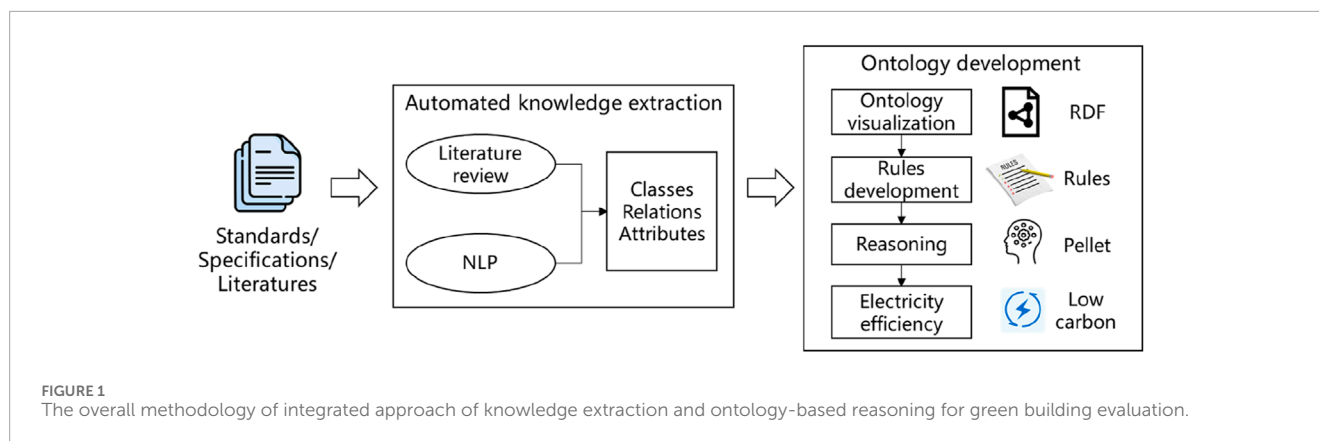 Standards/
Specifications/
Literatures
Automated knowledge extraction
Literature
review
NLP
Classes
Relations
Attributes
Ontology development
Ontology
visualization
RDF
Rules
development
RULES
Rules
Reasoning
Pellet
Electricity
efficiency
Low
carbon
FIGURE 1
The overall methodology of integrated approach of knowledge extraction and ontology-based reasoning for green building evaluation.